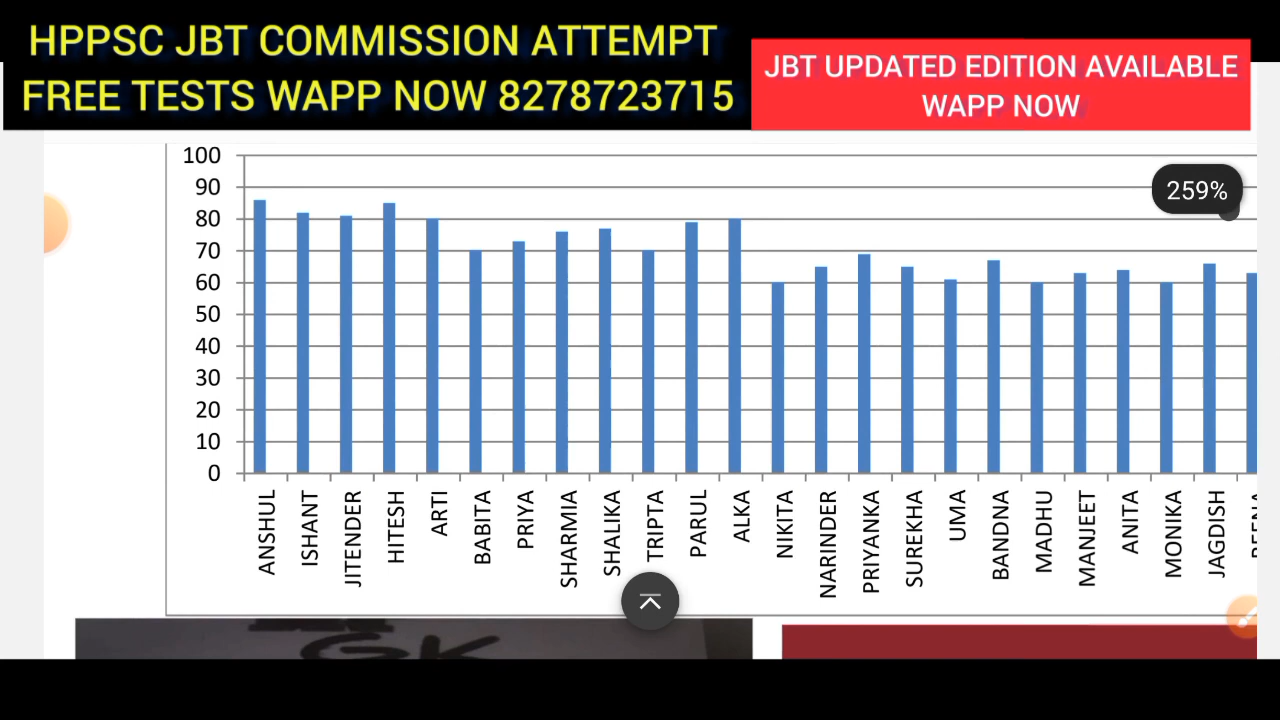 HPPSC JBT COMMISSION ATTEMPT
FREE TESTS WAPP NOW 8278723715
JBT UPDATED EDITION AVAILABLE
WAPP NOW
259%
100
90
80
70
60
50
40
30
20
10
0
ANSHUL
ISHANT
JITENDER
HITESH
ARTI
BABITA
PRIYA
SHARMIA
SHALIKA
TRIPTA
PARUL
ALKA
NIKITA
NARINDER
PRIYANKA
SUREKHA
UMA
BANDNA
MADHU
MANJEET
ANITA
MONIKA
JAGDISH
GK